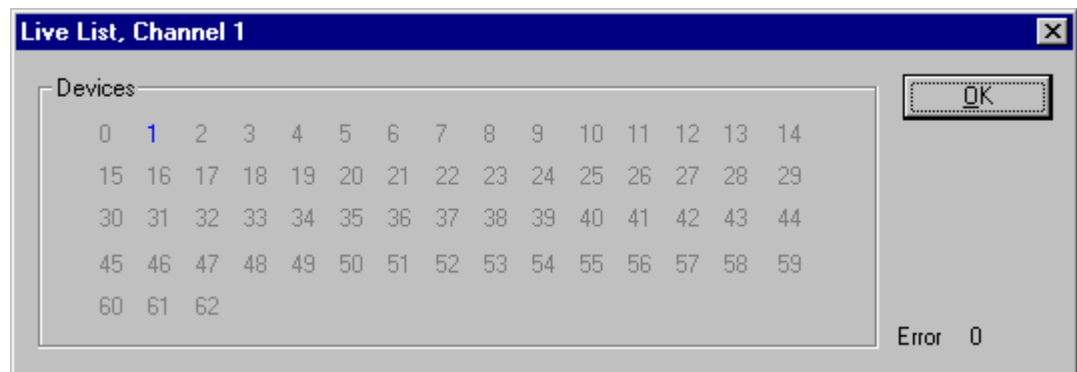 Live List, Channel 1
Devices
OK
0 1 2 3 4 5 6 7 8 9 10 11 12 13 14
15 16 17 18 19 20 21 22 23 24 25 26 27 28 29
30 31 32 33 34 35 36 37 38 39 40 41 42 43 44
45 46 47 48 49 50 51 52 53 54 55 56 57 58 59
60 61 62
Error 0